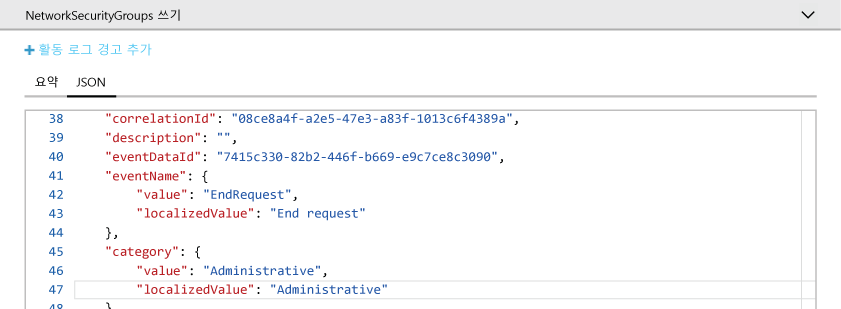 NetworkSecurityGroups 쓰기
+ 활동 로그 경고 추가
요약 JSON
38 "correlationId": "08ce8a4f-a2e5-47e3-a83f-1013c6f4389a",
39 "description": "",
40 "eventDataId": "7415c330-82b2-446f-b669-e9c7ce8c3090",
41 "eventName": {
42 "value": "EndRequest",
43 "localizedValue": "End request"
44 },
45 "category": {
46 "value": "Administrative",
47 "localizedValue": "Administrative"
48 }